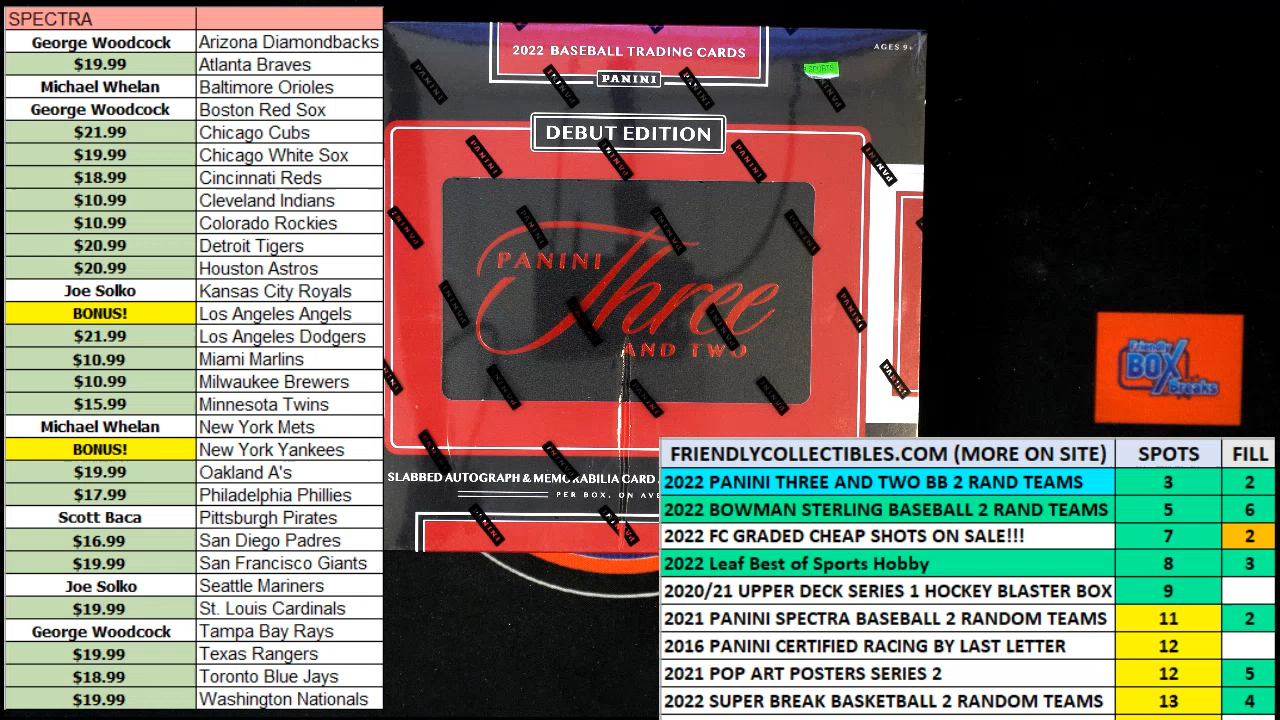 SPECTRA
George Woodcock Arizona Diamondbacks
$19.99 Atlanta Braves
Michael Whelan Baltimore Orioles
George Woodcock Boston Red Sox
$21.99 Chicago Cubs
$19.99 Chicago White Sox
$18.99 Cincinnati Reds
$10.99 Cleveland Indians
$10.99 Colorado Rockies
$20.99 Detroit Tigers
$20.99 Houston Astros
Joe Solko Kansas City Royals
BONUS! Los Angeles Angels
$21.99 Los Angeles Dodgers
$10.99 Miami Marlins
$10.99 Milwaukee Brewers
$15.99 Minnesota Twins
Michael Whelan New York Mets
BONUS! New York Yankees
$19.99 Oakland A's
$17.99 Philadelphia Phillies
Scott Baca Pittsburgh Pirates
$16.99 San Diego Padres
$19.99 San Francisco Giants
Joe Solko Seattle Mariners
$19.99 St. Louis Cardinals
George Woodcock Tampa Bay Rays
$19.99 Texas Rangers
$18.99 Toronto Blue Jays
$19.99 Washington Nationals
2022 BASEBALL TRADING CARDS
PANINI
AGES 9+
SPORTS
DEBUT EDITION
PANINI
Three
AND TWO
SLABBED AUTOGRAPH & MEMORABILIA CARD
PER BOX, ON AVE
Friendly
BOX
Breaks
FRIENDLYCOLLECTIBLES.COM (MORE ON SITE) SPOTS FILL
2022 PANINI THREE AND TWO BB 2 RAND TEAMS 3 2
2022 BOWMAN STERLING BASEBALL 2 RAND TEAMS 5 6
2022 FC GRADED CHEAP SHOTS ON SALE!!! 7 2
2022 Leaf Best of Sports Hobby 8 3
2020/21 UPPER DECK SERIES 1 HOCKEY BLASTER BOX 9
2021 PANINI SPECTRA BASEBALL 2 RANDOM TEAMS 11 2
2016 PANINI CERTIFIED RACING BY LAST LETTER 12
2021 POP ART POSTERS SERIES 2 12 5
2022 SUPER BREAK BASKETBALL 2 RANDOM TEAMS 13 4